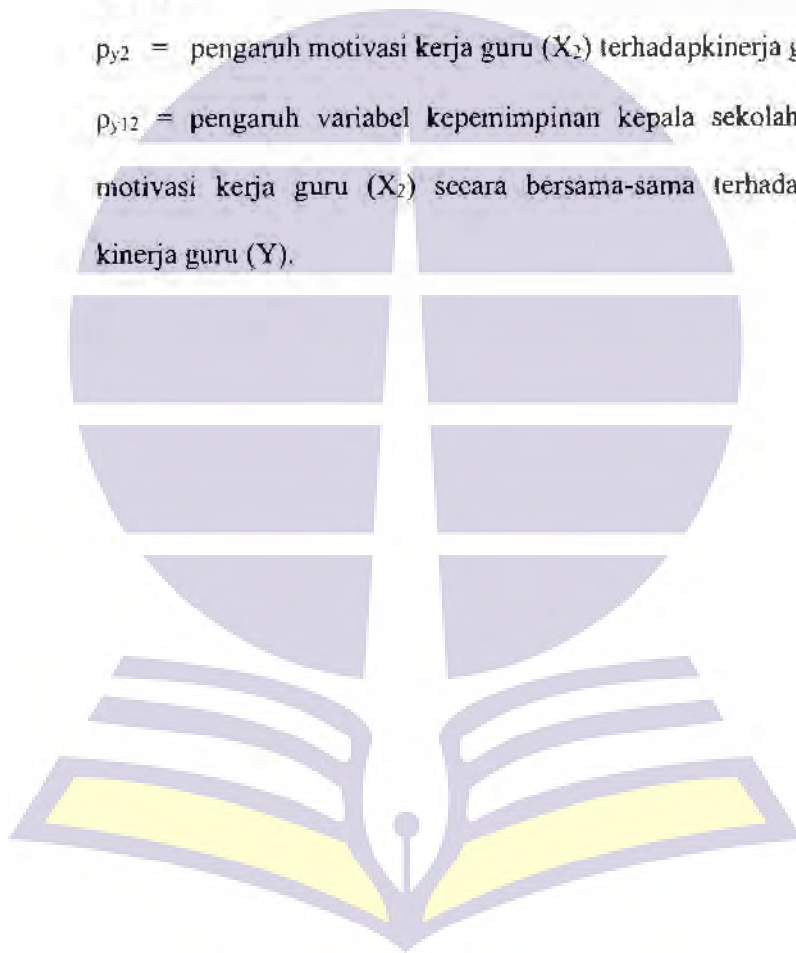 ρy2 = pengaruh motivasi kerja guru (X2) terhadapkinerja
ρy12 = pengaruh variabel kepemimpinan kepala sekolah
motivasi kerja guru (X2) secara bersama-sama terhada
kinerja guru (Y).